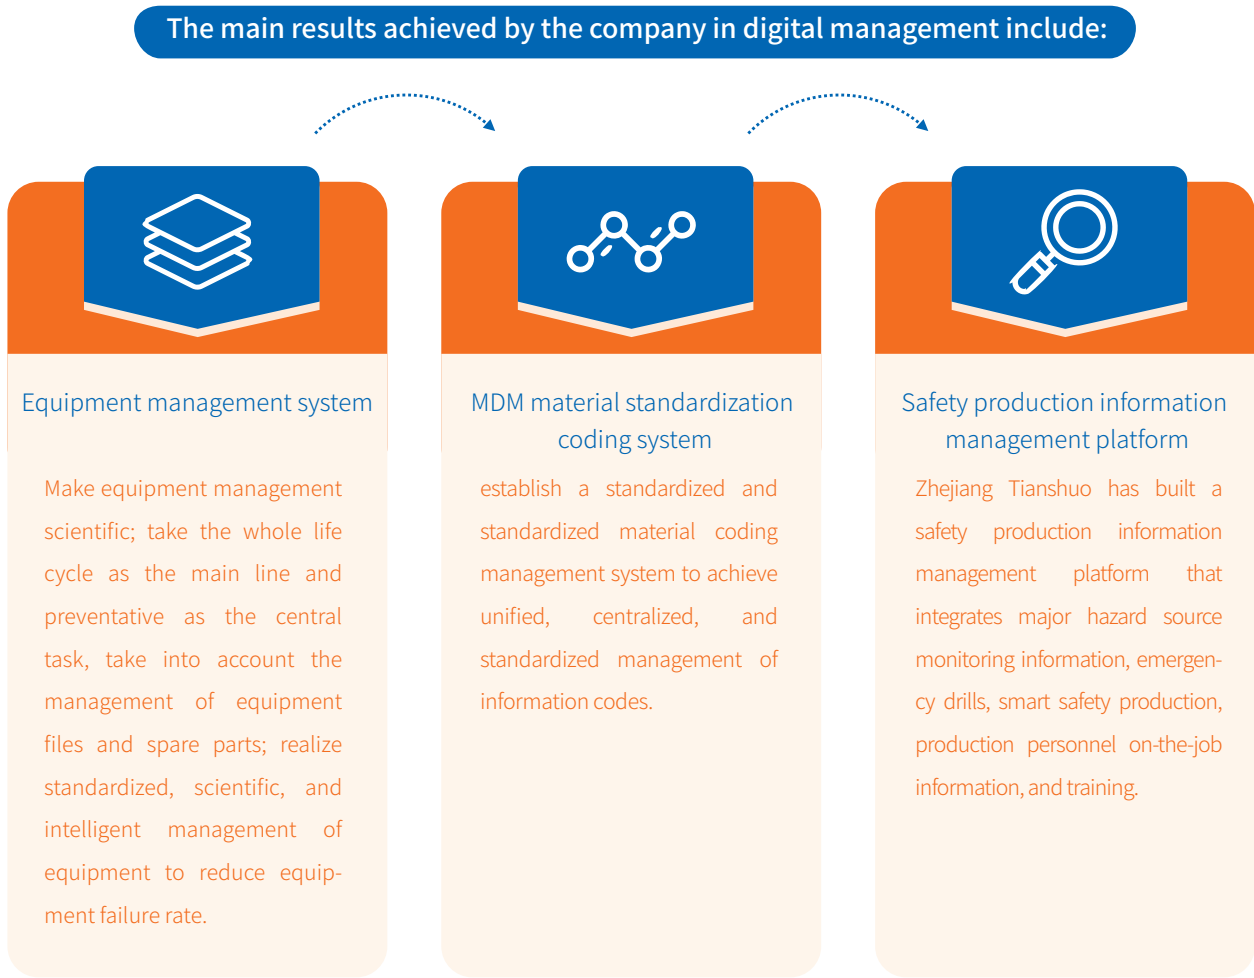 The main results achieved by the company in digital management include:
Equipment management system
Make equipment management
scientific; take the whole life
cycle as the main line and
preventative as the central
task, take into account the
management of equipment
files and spare parts; realize
standardized, scientific, and
intelligent management of
equipment to reduce equip-
ment failure rate.
MDM material standardization
coding system
establish a standardized and
standardized material coding
management system to achieve
unified, centralized, and
standardized management of
information codes.
Safety production information
management platform
Zhejiang Tianshuo has built a
safety production information
management platform that
integrates major hazard source
monitoring information, emergen-
cy drills, smart safety production,
production personnel on-the-job
information, and training.